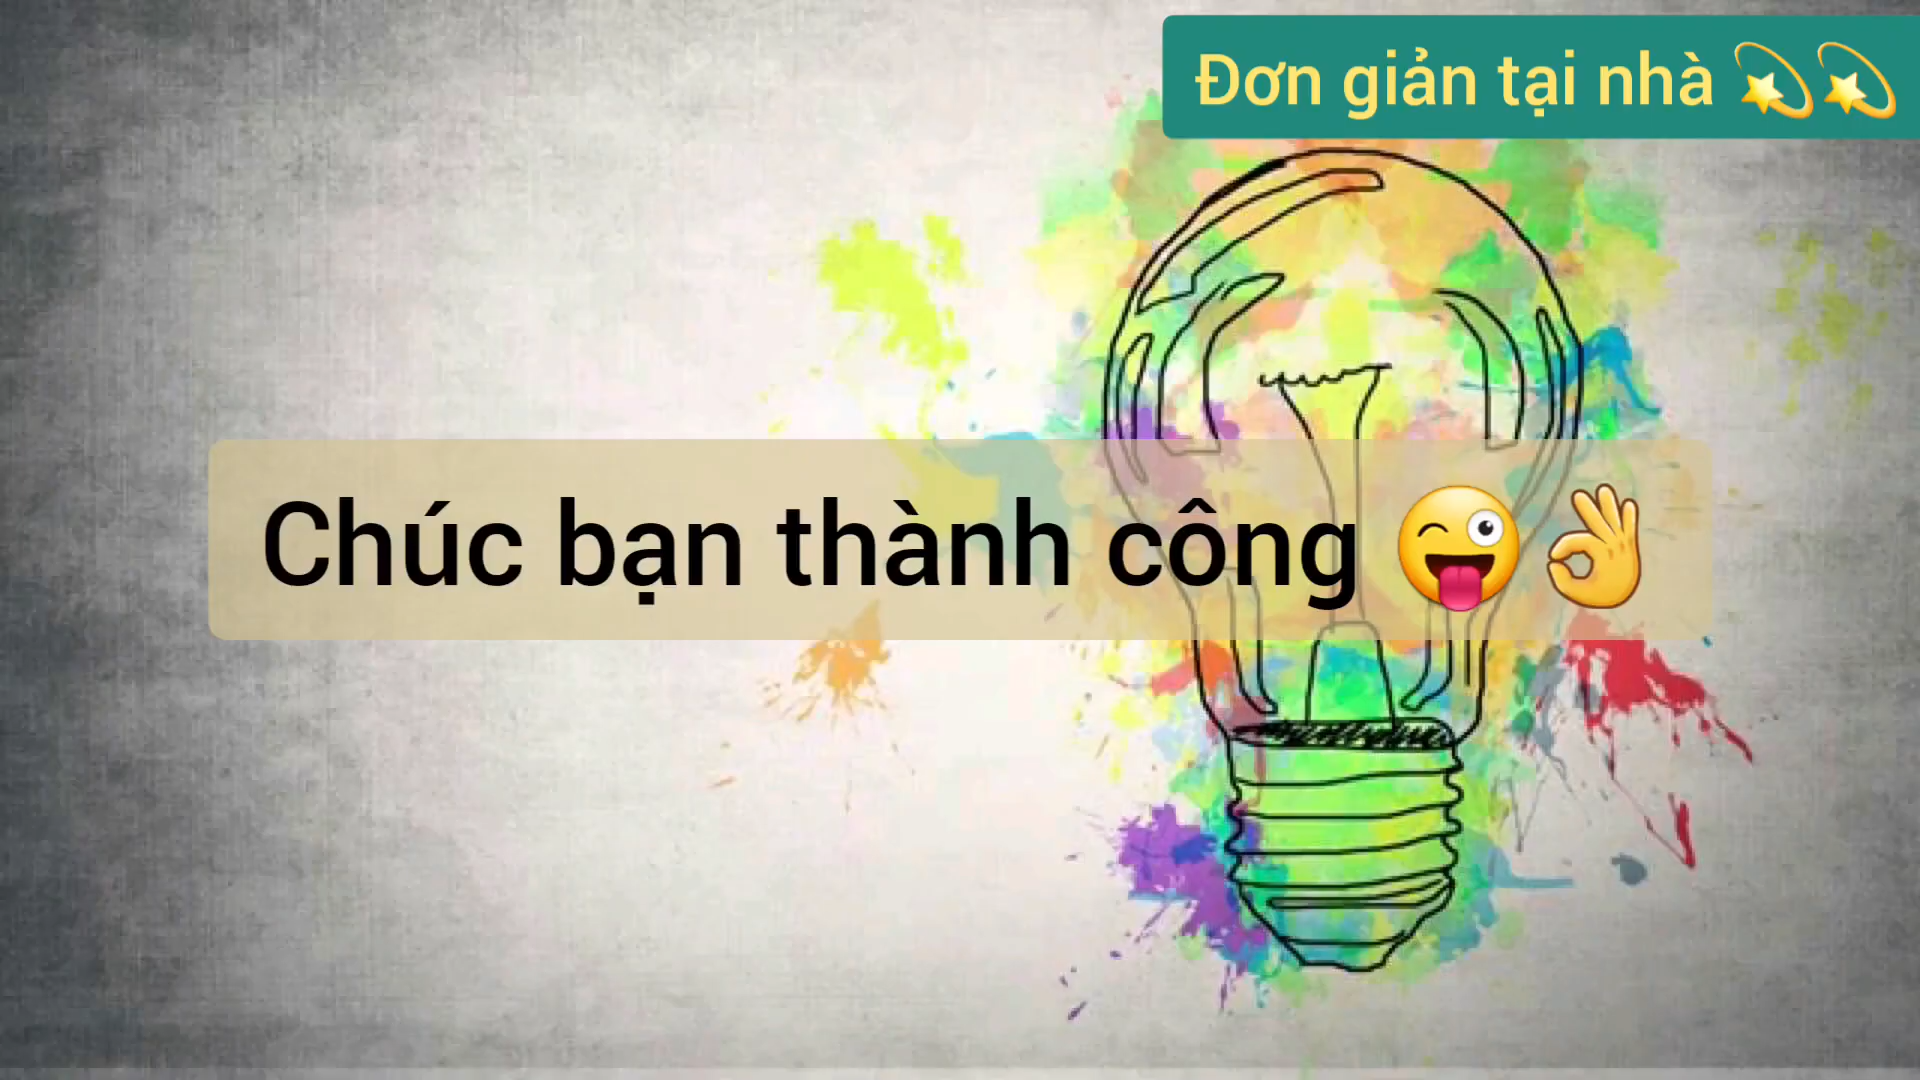 Đơn giản tại nhà 💫💫
Chúc bạn thành công 😜👌